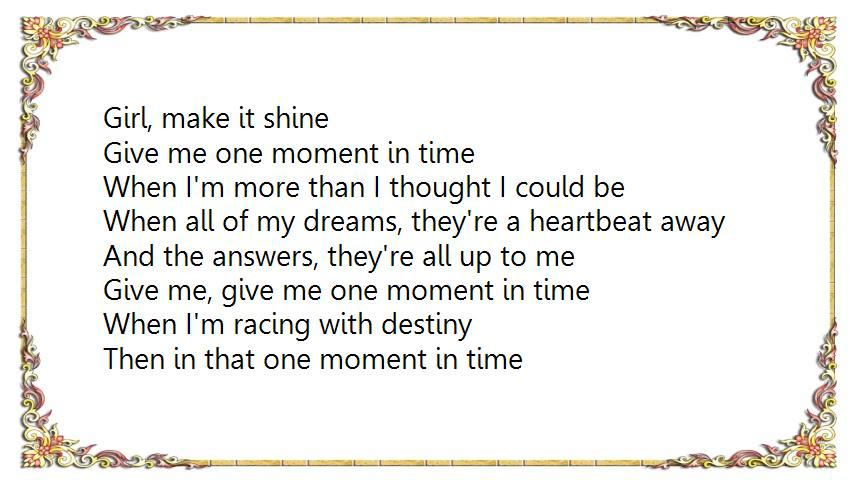 Girl, make it shine
Give me one moment in time
When I'm more than I thought I could be
When all of my dreams, they're a heartbeat away
And the answers, they're all up to me
Give me, give me one moment in time
When I'm racing with destiny
Then in that one moment in time